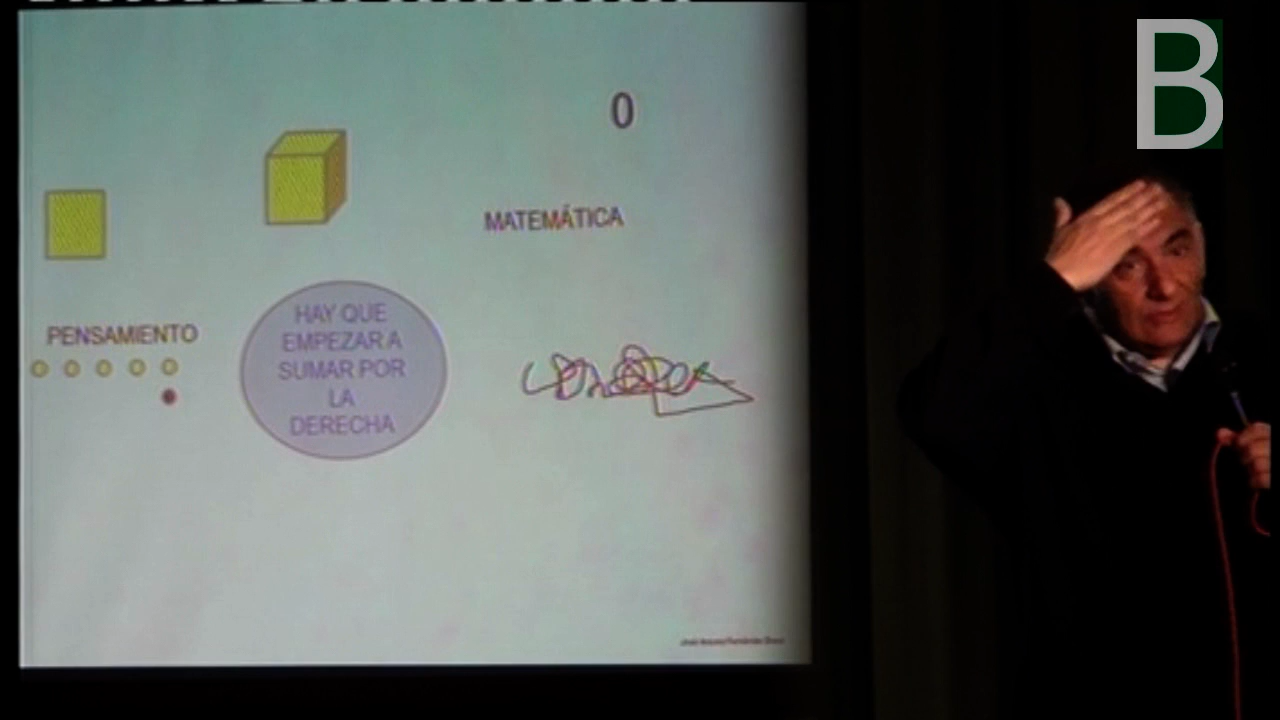 B
0
MATEMÁTICA
PENSAMIENTO
HAY QUE
EMPEZAR A
SUMAR POR
LA
DERECHA